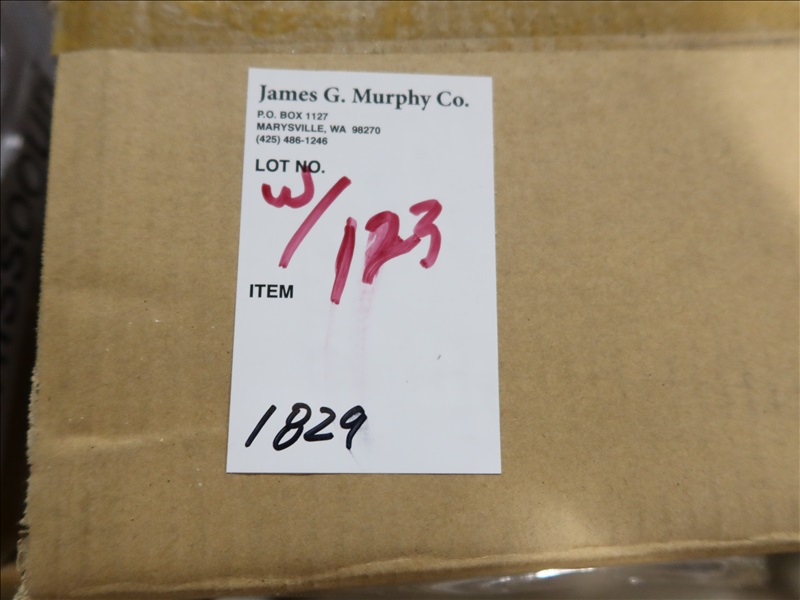 James G. Murphy Co.
P.O. BOX 1127
MARYSVILLE, WA 98270
(425) 486-1246
LOT NO.
W/123
ITEM
1829